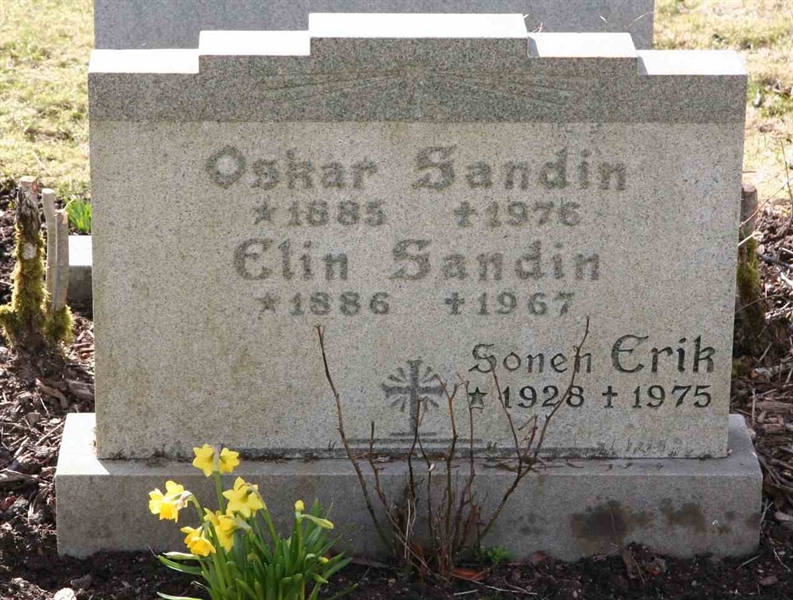 Oskar Sandin
*1885 †1976
Elin Sandin
*1886 †1967
Sonen Erik
*1928 †1975